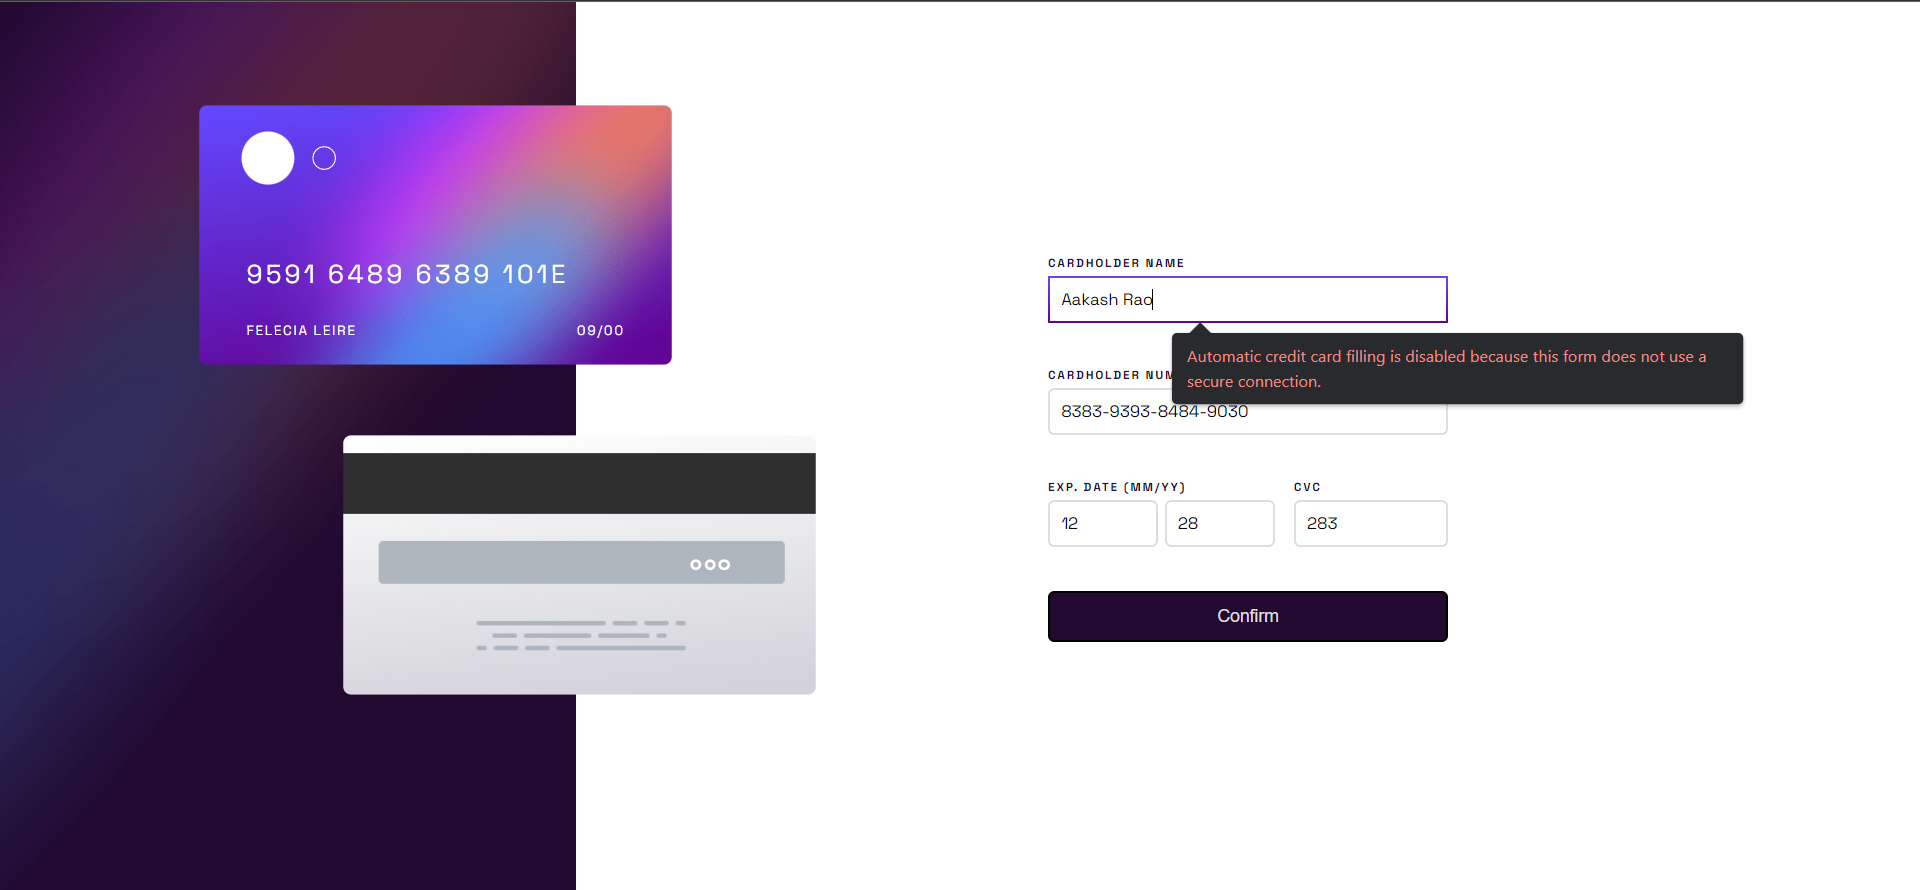 9591 6489 6389 101E
FELECIA LEIRE 09/00
CARDHOLDER NAME
Aakash Rao
Automatic credit card filling is disabled because this form does not use a
secure connection.
CARDHOLDER NUM
8383-9393-8484-9030
EXP. DATE (MM/YY) CVC
12 28 283
Confirm